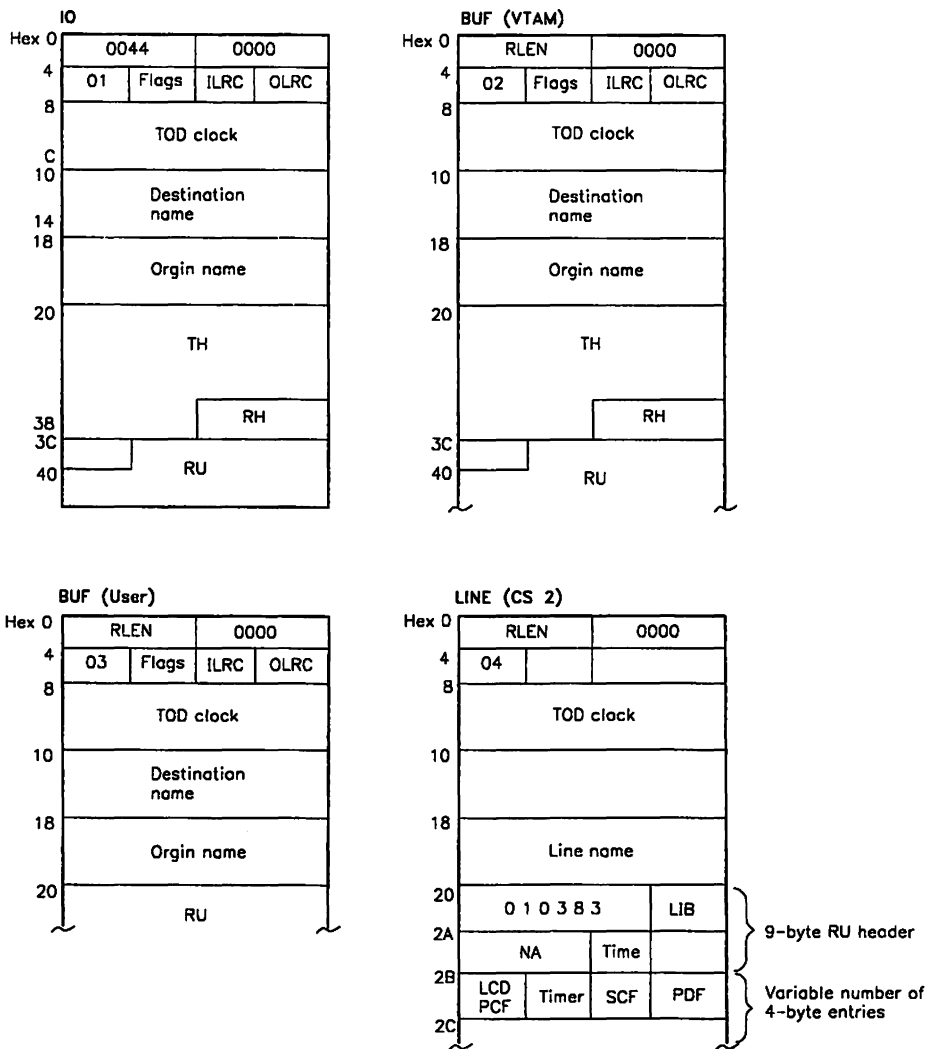 IO
Hex 0
0044 0000
4
01 Flags ILRC OLRC
8
TOD clock
C
10
Destination
name
14
18
Orgin name
20
TH
RH
38
3C
RU
40
BUF (VTAM)
Hex 0
RLEN 0000
4
02 Flags ILRC OLRC
8
TOD clock
10
Destination
name
18
Orgin name
20
TH
RH
3C
40
RU
BUF (User)
Hex 0
RLEN 0000
4
03 Flags ILRC OLRC
8
TOD clock
10
Destination
name
18
Orgin name
20
RU
LINE (CS 2)
Hex 0
RLEN 0000
4
04
8
TOD clock
10
18
Line name
20
0 1 0 3 8 3 LIB
9-byte RU header
2A
NA Time
2B
LCD
PCF Timer SCF PDF
Variable number of
4-byte entries
2C